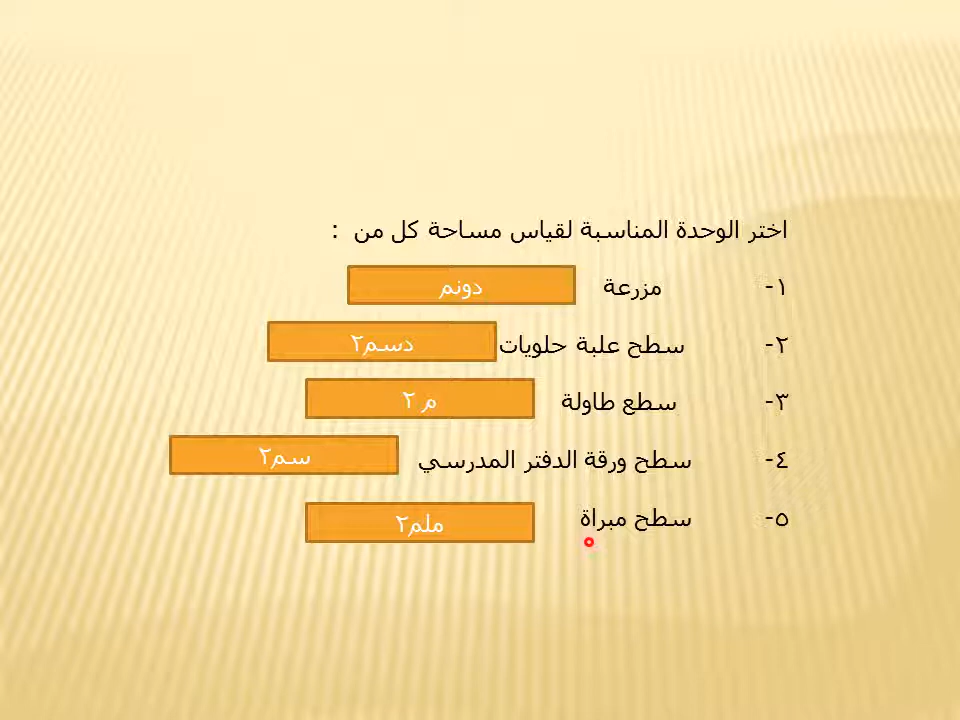 اختر الوحدة المناسبة لقياس مساحة كل من :
١- مزرعة دونم
٢- سطح علبة حلويات دسم٢
٣- سطع طاولة م ٢
٤- سطح ورقة الدفتر المدرسي سم٢
٥- سطح مبراة ملم٢